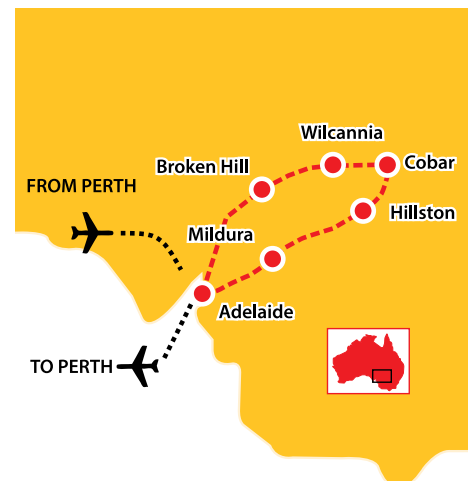 Wilcannia
Broken Hill
Cobar
FROM PERTH
Hillston
Mildura
Adelaide
TO PERTH